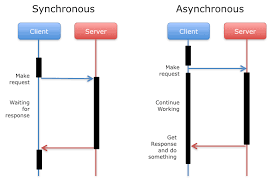 Synchronous
Asynchronous
Client
Server
Client
Server
Make
request
Waiting
for
response
Make
request
Continue
Working
Get
Response
and do
something